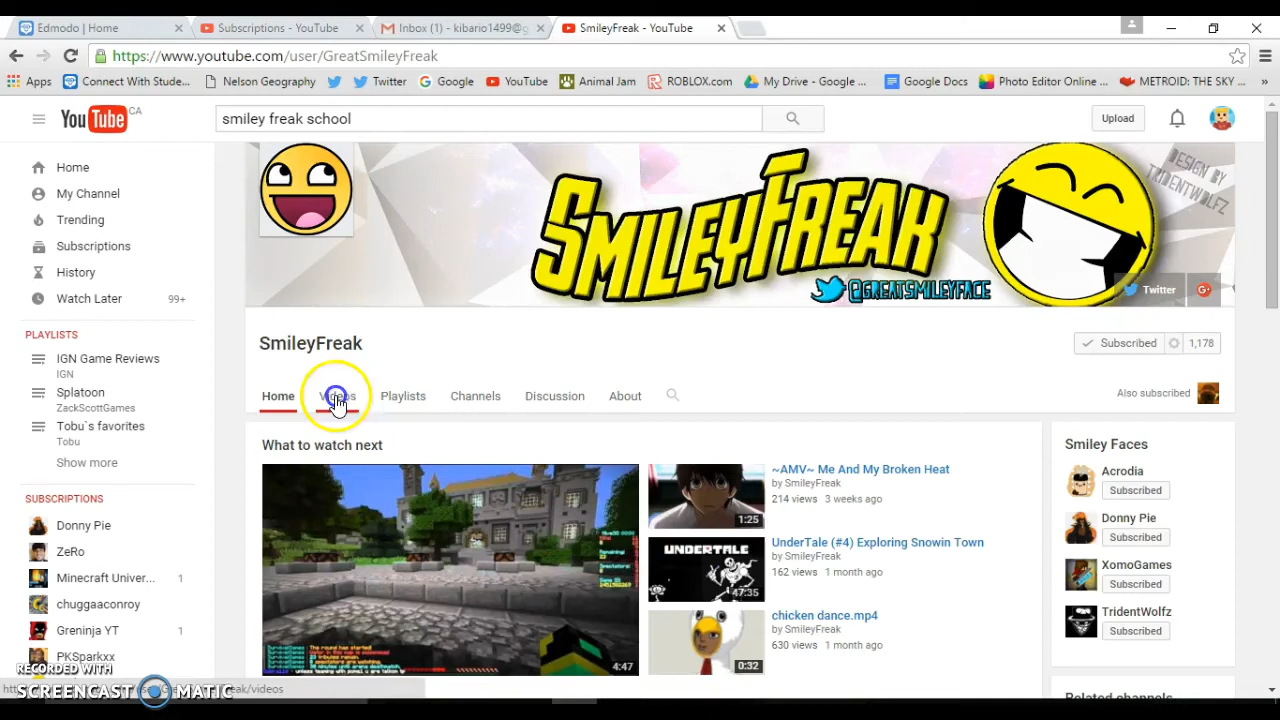 Edmodo | Home
Subscriptions - YouTube
Inbox (1) - kibario1499@g
SmileyFreak - YouTube
https://www.youtube.com/user/GreatSmileyFreak
Apps
Connect With Stude...
Nelson Geography
Twitter
Google
YouTube
Animal Jam
ROBLOX.com
My Drive - Google ...
Google Docs
Photo Editor Online ...
METROID: THE SKY ...
YouTube CA
smiley freak school
Upload
Home
My Channel
Trending
Subscriptions
History
Watch Later 99+
PLAYLISTS
IGN Game Reviews
IGN
Splatoon
ZackScottGames
Tobu`s favorites
Tobu
Show more
SUBSCRIPTIONS
Donny Pie
ZeRo
Minecraft Univer... 1
chuggaaconroy
Greninja YT 1
PKSparkxx
SMILEYFREAK
@GREATSMILEYFACE
DESIGN BY
TRIDENTWOLFZ
Twitter
SmileyFreak
Subscribed 1,178
Home
Videos
Playlists
Channels
Discussion
About
Also subscribed
What to watch next
4:47
~AMV~ Me And My Broken Heat
by SmileyFreak
214 views 3 weeks ago
1:25
UnderTale (#4) Exploring Snowin Town
by SmileyFreak
162 views 1 month ago
UNDERTALE
47:35
chicken dance.mp4
by SmileyFreak
630 views 1 month ago
0:32
Smiley Faces
Acrodia
Subscribed
Donny Pie
Subscribed
XomoGames
Subscribed
TridentWolfz
Subscribed
Related channels
RECORDED WITH
SCREENCAST MATIC